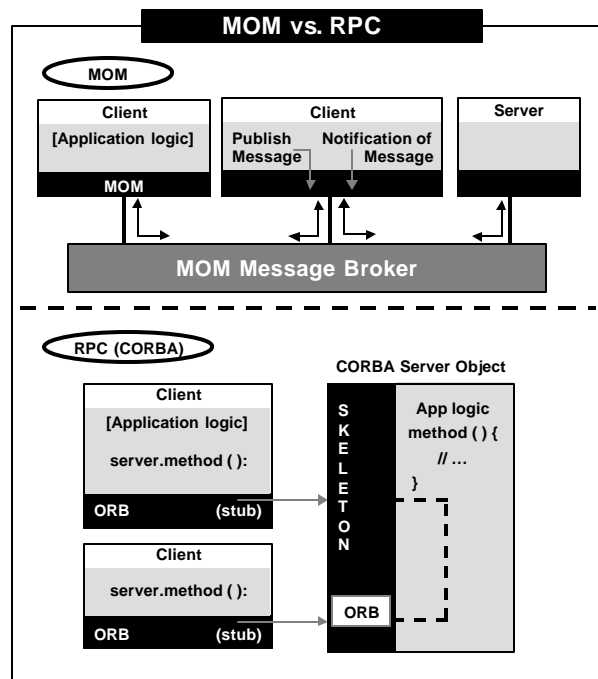 MOM vs. RPC
MOM
Client
[Application logic]
MOM
Client
Publish Message
Notification of Message
Server
MOM Message Broker
RPC (CORBA)
CORBA Server Object
Client
[Application logic]
server.method ( ):
ORB (stub)
Client
server.method ( ):
ORB (stub)
SKELETON
ORB
App logic
method ( ) {
// ...
}